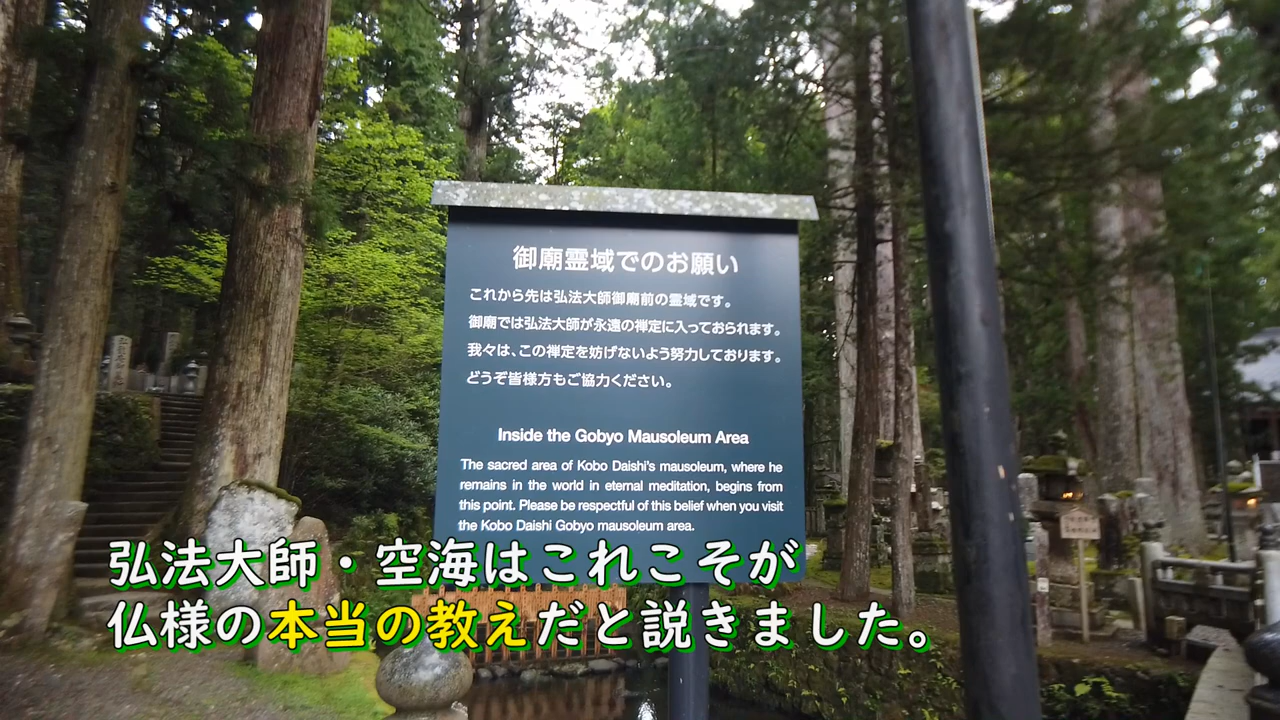 御廟霊域でのお願い
これから先は弘法大師御廟前の霊域です。
御廟では弘法大師が永遠の禅定に入っておられます。
我々は、この禅定を妨げないよう努力しております。
どうぞ皆様方もご協力ください。
Inside the Gobyo Mausoleum Area
The sacred area of Kobo Daishi's mausoleum, where he
remains in the world in eternal meditation, begins from
this point. Please be respectful of this belief when you visit
the Kobo Daishi Gobyo mausoleum area.
弘法大師・空海はこれこそが
仏様の本当の教えだと説きました。